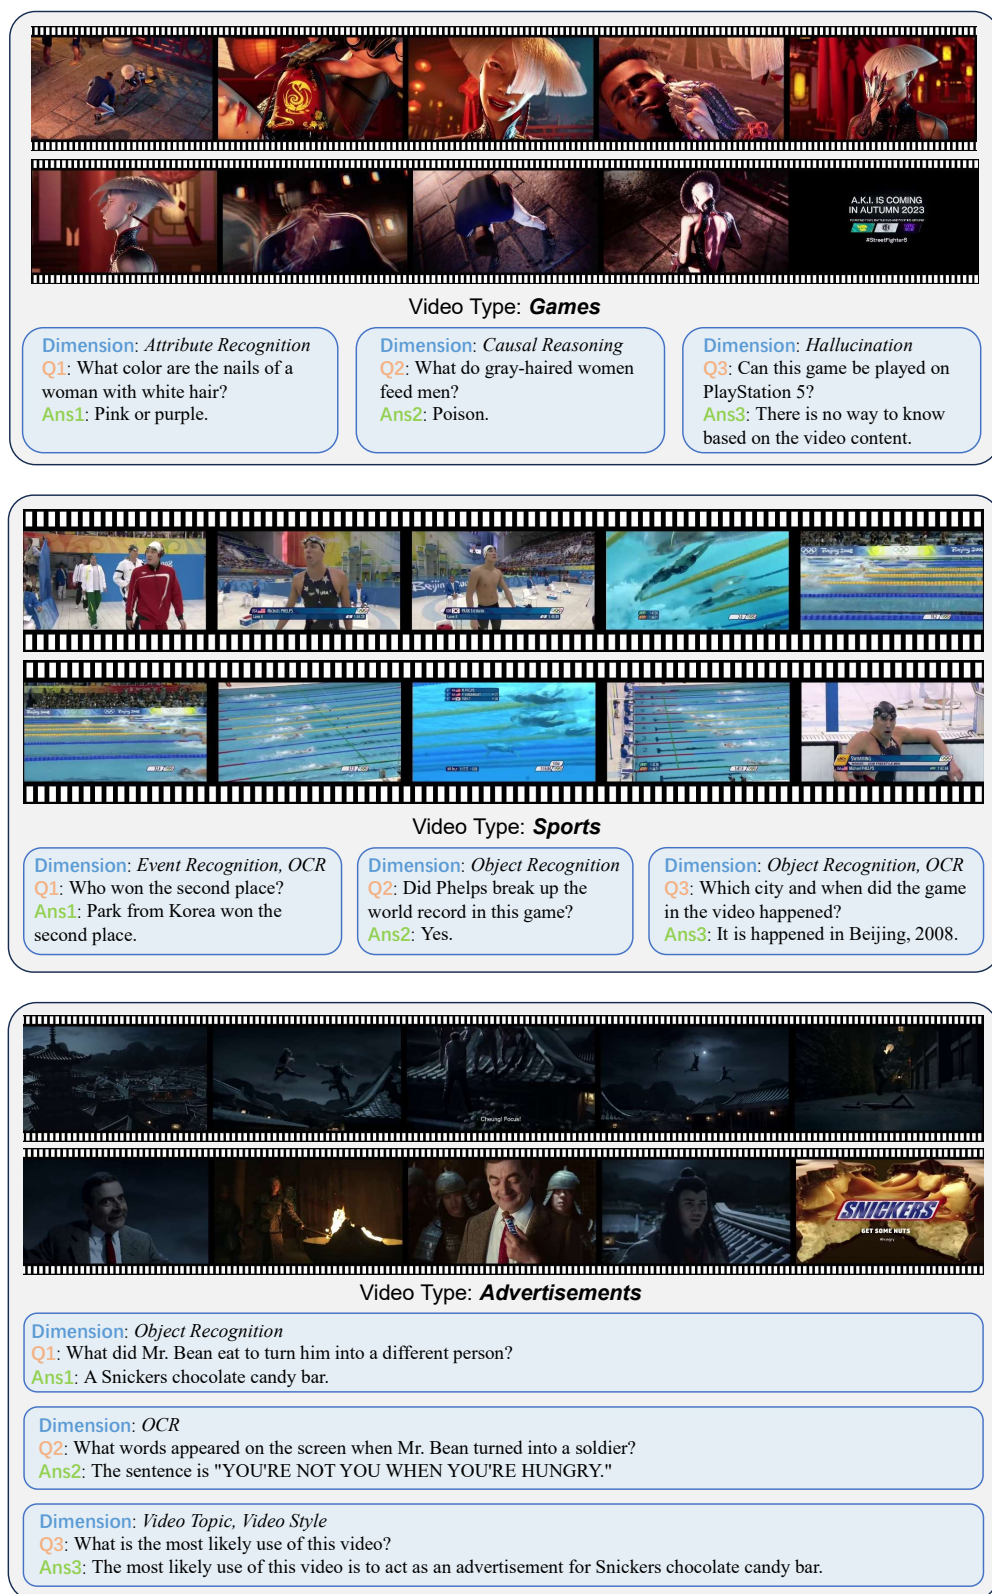 A.K.I. IS COMING
IN AUTUMN 2023
#StreetFighter6
Video Type: Games
Dimension: Attribute Recognition
Q1: What color are the nails of a
woman with white hair?
Ans1: Pink or purple.
Dimension: Causal Reasoning
Q2: What do gray-haired women
feed men?
Ans2: Poison.
Dimension: Hallucination
Q3: Can this game be played on
PlayStation 5?
Ans3: There is no way to know
based on the video content.
Beijing 2008
Video Type: Sports
Dimension: Event Recognition, OCR
Q1: Who won the second place?
Ans1: Park from Korea won the
second place.
Dimension: Object Recognition
Q2: Did Phelps break up the
world record in this game?
Ans2: Yes.
Dimension: Object Recognition, OCR
Q3: Which city and when did the game
in the video happened?
Ans3: It is happened in Beijing, 2008.
Cheung! Focus!
SNICKERS
GET SOME NUTS
Video Type: Advertisements
Dimension: Object Recognition
Q1: What did Mr. Bean eat to turn him into a different person?
Ans1: A Snickers chocolate candy bar.
Dimension: OCR
Q2: What words appeared on the screen when Mr. Bean turned into a soldier?
Ans2: The sentence is "YOU'RE NOT YOU WHEN YOU'RE HUNGRY."
Dimension: Video Topic, Video Style
Q3: What is the most likely use of this video?
Ans3: The most likely use of this video is to act as an advertisement for Snickers chocolate candy bar.